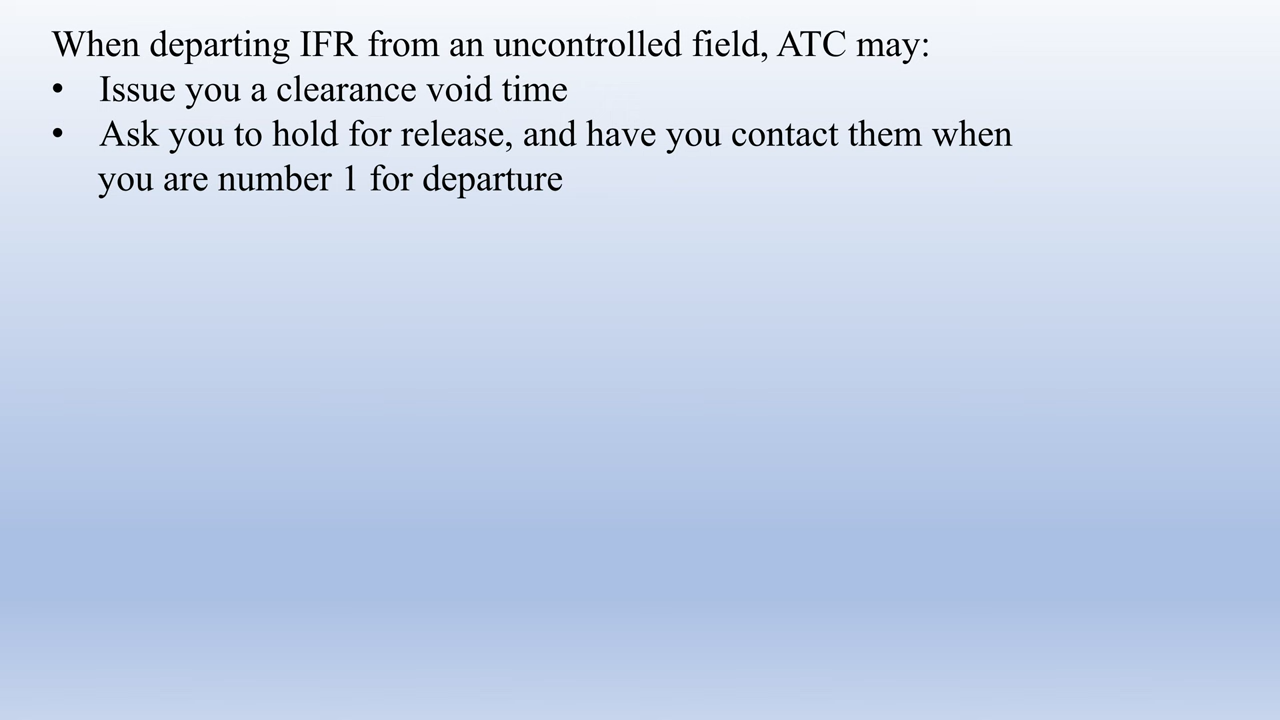 When departing IFR from an uncontrolled field, ATC may:
• Issue you a clearance void time
• Ask you to hold for release, and have you contact them when
you are number 1 for departure